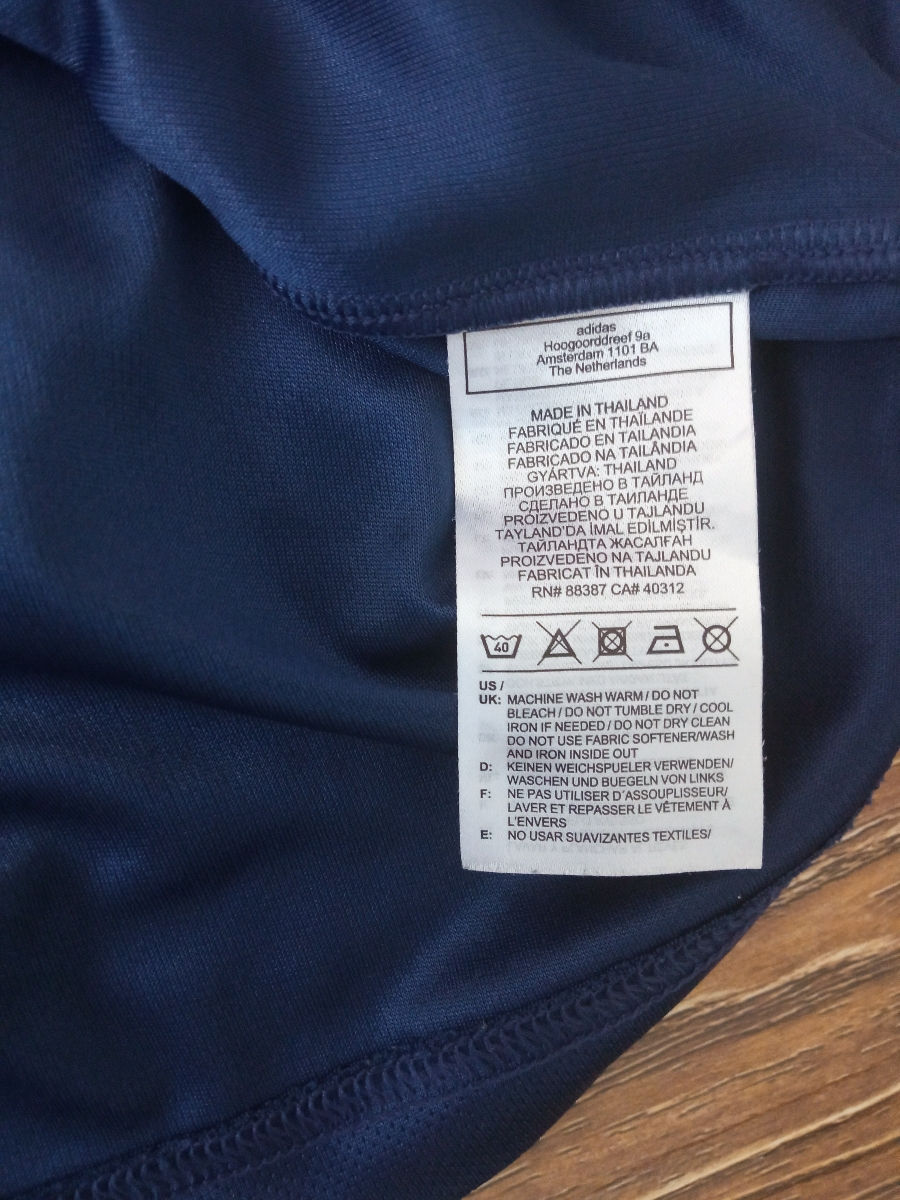 adidas
Hoogoorddreef 9a
Amsterdam 1101 BA
The Netherlands
MADE IN THAILAND
FABRIQUÉ EN THAÏLANDE
FABRICADO EN TAILANDIA
FABRICADO NA TAILÂNDIA
GYÁRTVA: THAILAND
ПРОИЗВЕДЕНО В ТАЙЛАНД
СДЕЛАНО В ТАИЛАНДЕ
PROIZVEDENO U TAJLANDU
TAYLAND'DA İMAL EDİLMİŞTİR.
ТАЙЛАНДТА ЖАСАЛҒАН
PROIZVEDENO NA TAJLANDU
FABRICAT ÎN THAILANDA
RN# 88387 CA# 40312
40
US /
UK: MACHINE WASH WARM / DO NOT
BLEACH / DO NOT TUMBLE DRY / COOL
IRON IF NEEDED / DO NOT DRY CLEAN
DO NOT USE FABRIC SOFTENER/WASH
AND IRON INSIDE OUT
D: KEINEN WEICHSPUELER VERWENDEN/
WASCHEN UND BUEGELN VON LINKS
F: NE PAS UTILISER D´ASSOUPLISSEUR/
LAVER ET REPASSER LE VÊTEMENT À
L'ENVERS
E: NO USAR SUAVIZANTES TEXTILES/